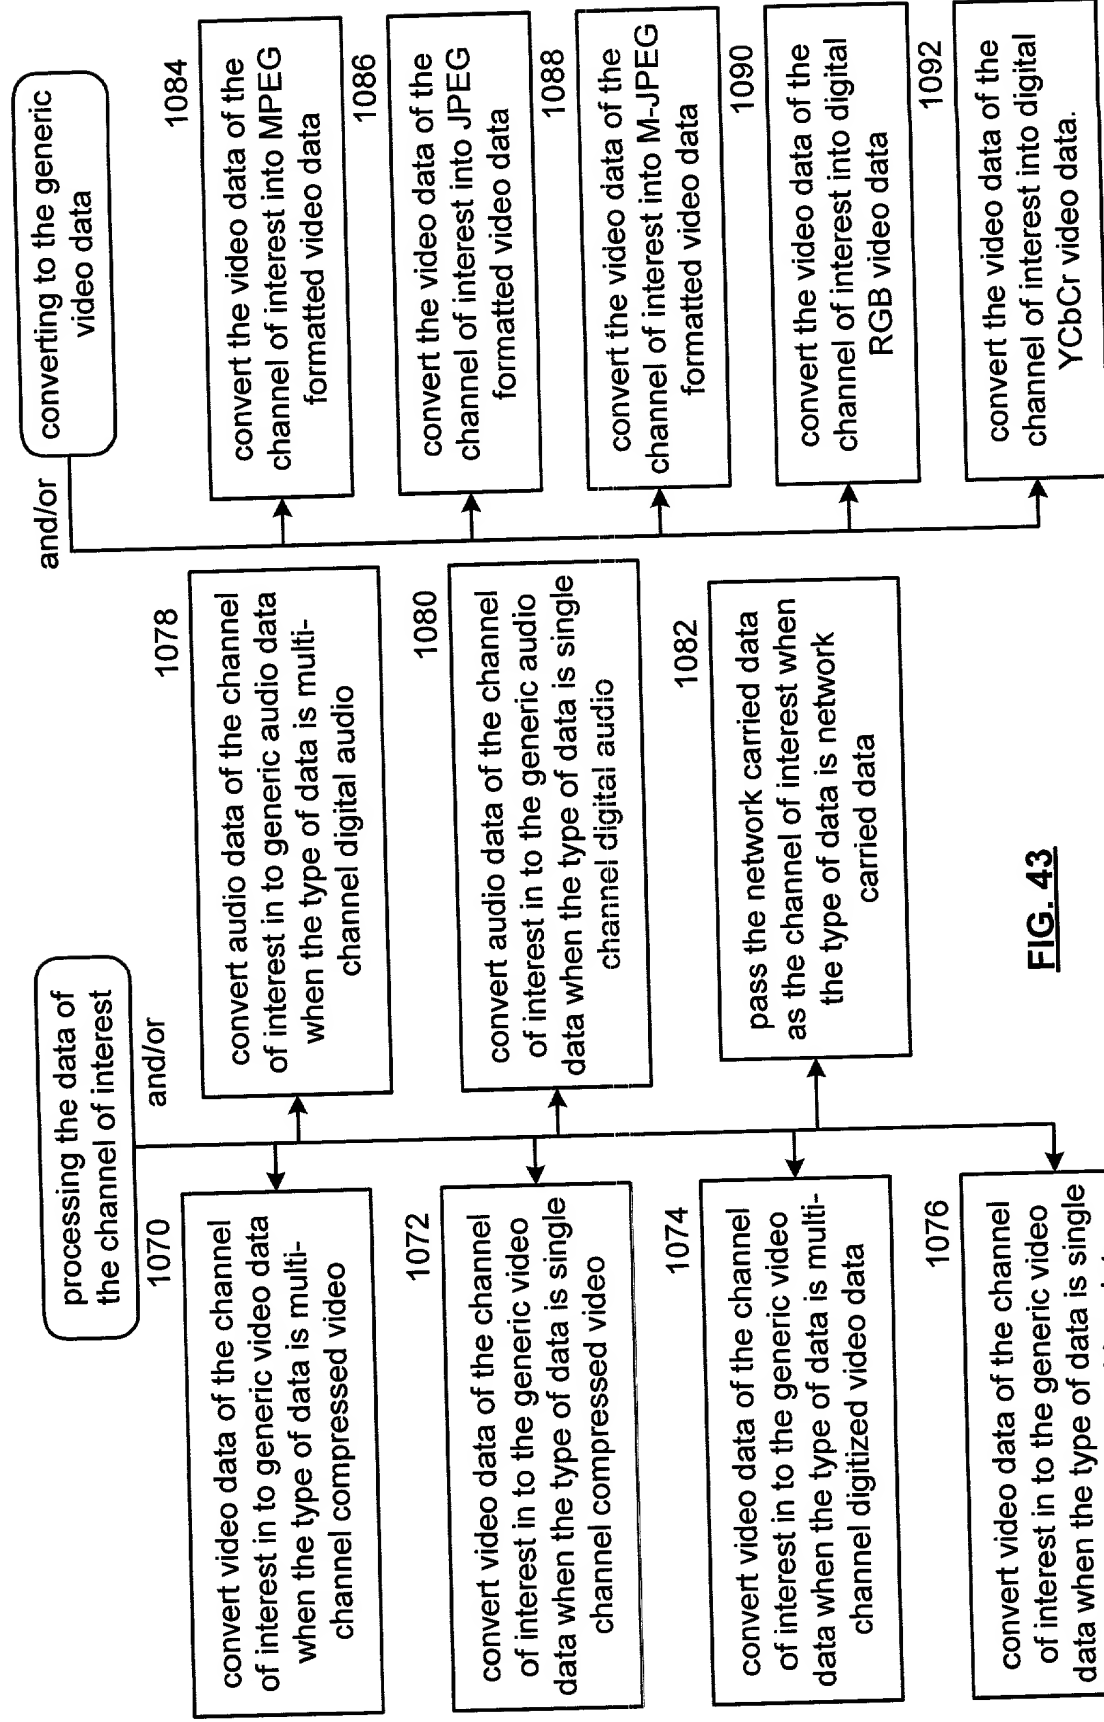 processing the data of
the channel of interest
and/or
1070
convert video data of the channel
of interest in to generic video data
when the type of data is multi-
channel compressed video
1072
convert video data of the channel
of interest in to the generic video
data when the type of data is single
channel compressed video
1074
convert video data of the channel
of interest in to the generic video
data when the type of data is multi-
channel digitized video data
1076
convert video data of the channel
of interest in to the generic video
data when the type of data is single
1078
convert audio data of the channel
of interest in to generic audio data
when the type of data is multi-
channel digital audio
1080
convert audio data of the channel
of interest in to the generic audio
data when the type of data is single
channel digital audio
1082
pass the network carried data
as the channel of interest when
the type of data is network
carried data
and/or
converting to the generic
video data
1084
convert the video data of the
channel of interest into MPEG
formatted video data
1086
convert the video data of the
channel of interest into JPEG
formatted video data
1088
convert the video data of the
channel of interest into M-JPEG
formatted video data
1090
convert the video data of the
channel of interest into digital
RGB video data
1092
convert the video data of the
channel of interest into digital
YCbCr video data.
FIG. 43